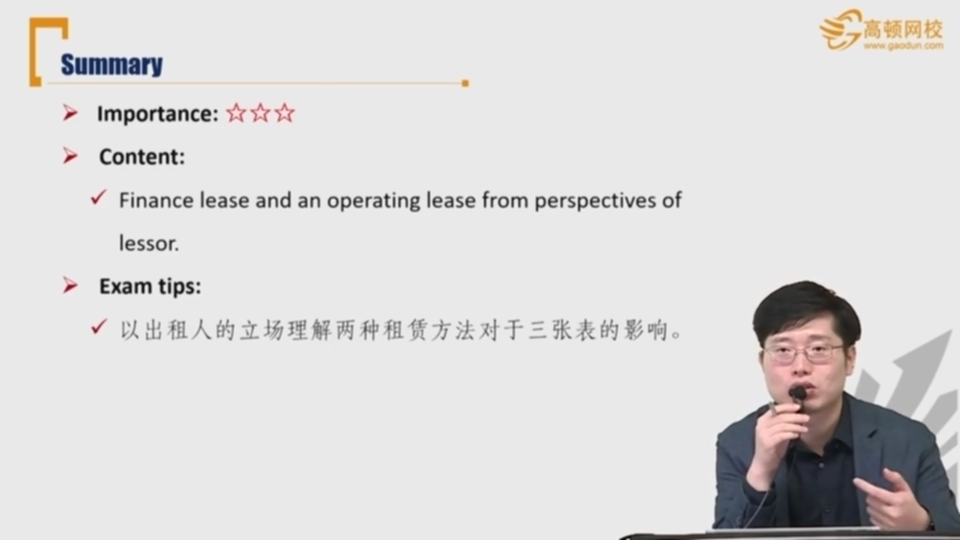 高顿网校
www.gaodun.com
Summary
Importance: ☆☆☆
Content:
Finance lease and an operating lease from perspectives of
lessor.
Exam tips:
以出租人的立场理解两种租赁方法对于三张表的影响。